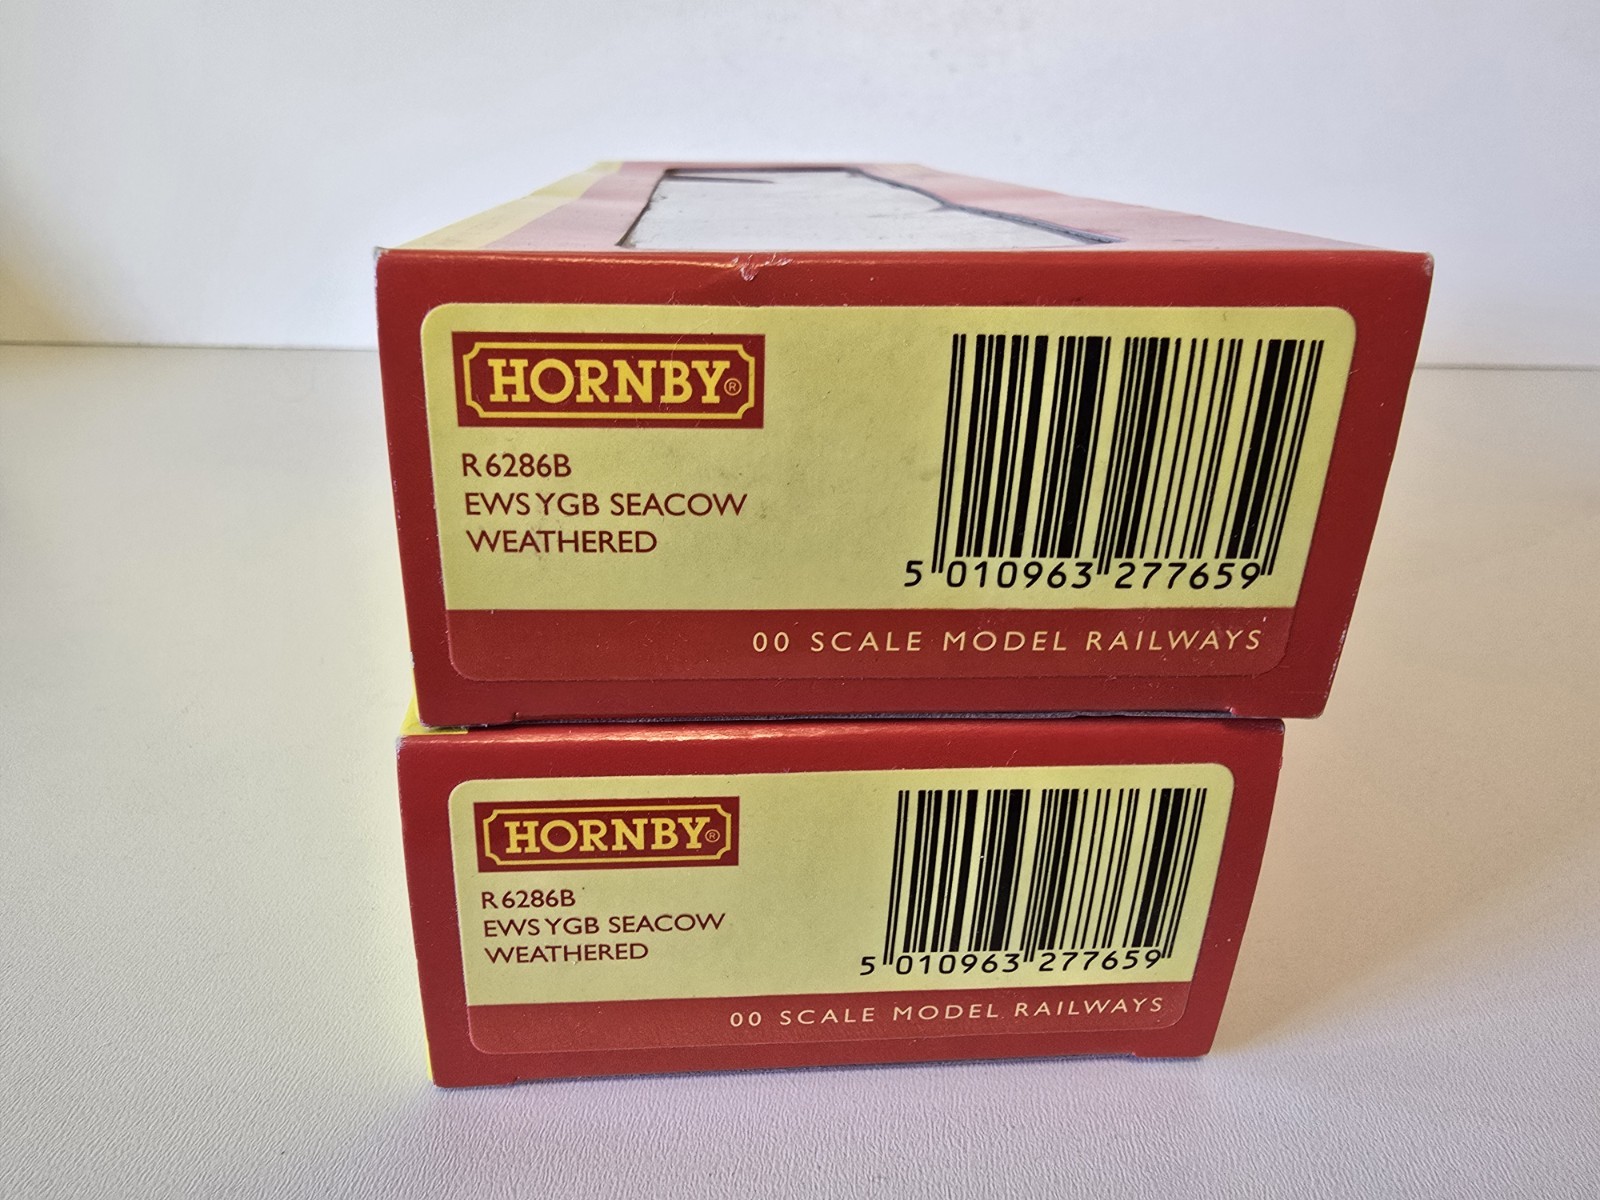 HORNBY®
R6286B
EWS YGB SEACOW
WEATHERED
5 010963 277659
00 SCALE MODEL RAILWAYS
HORNBY®
R6286B
EWS YGB SEACOW
WEATHERED
5 010963 277659
00 SCALE MODEL RAILWAYS